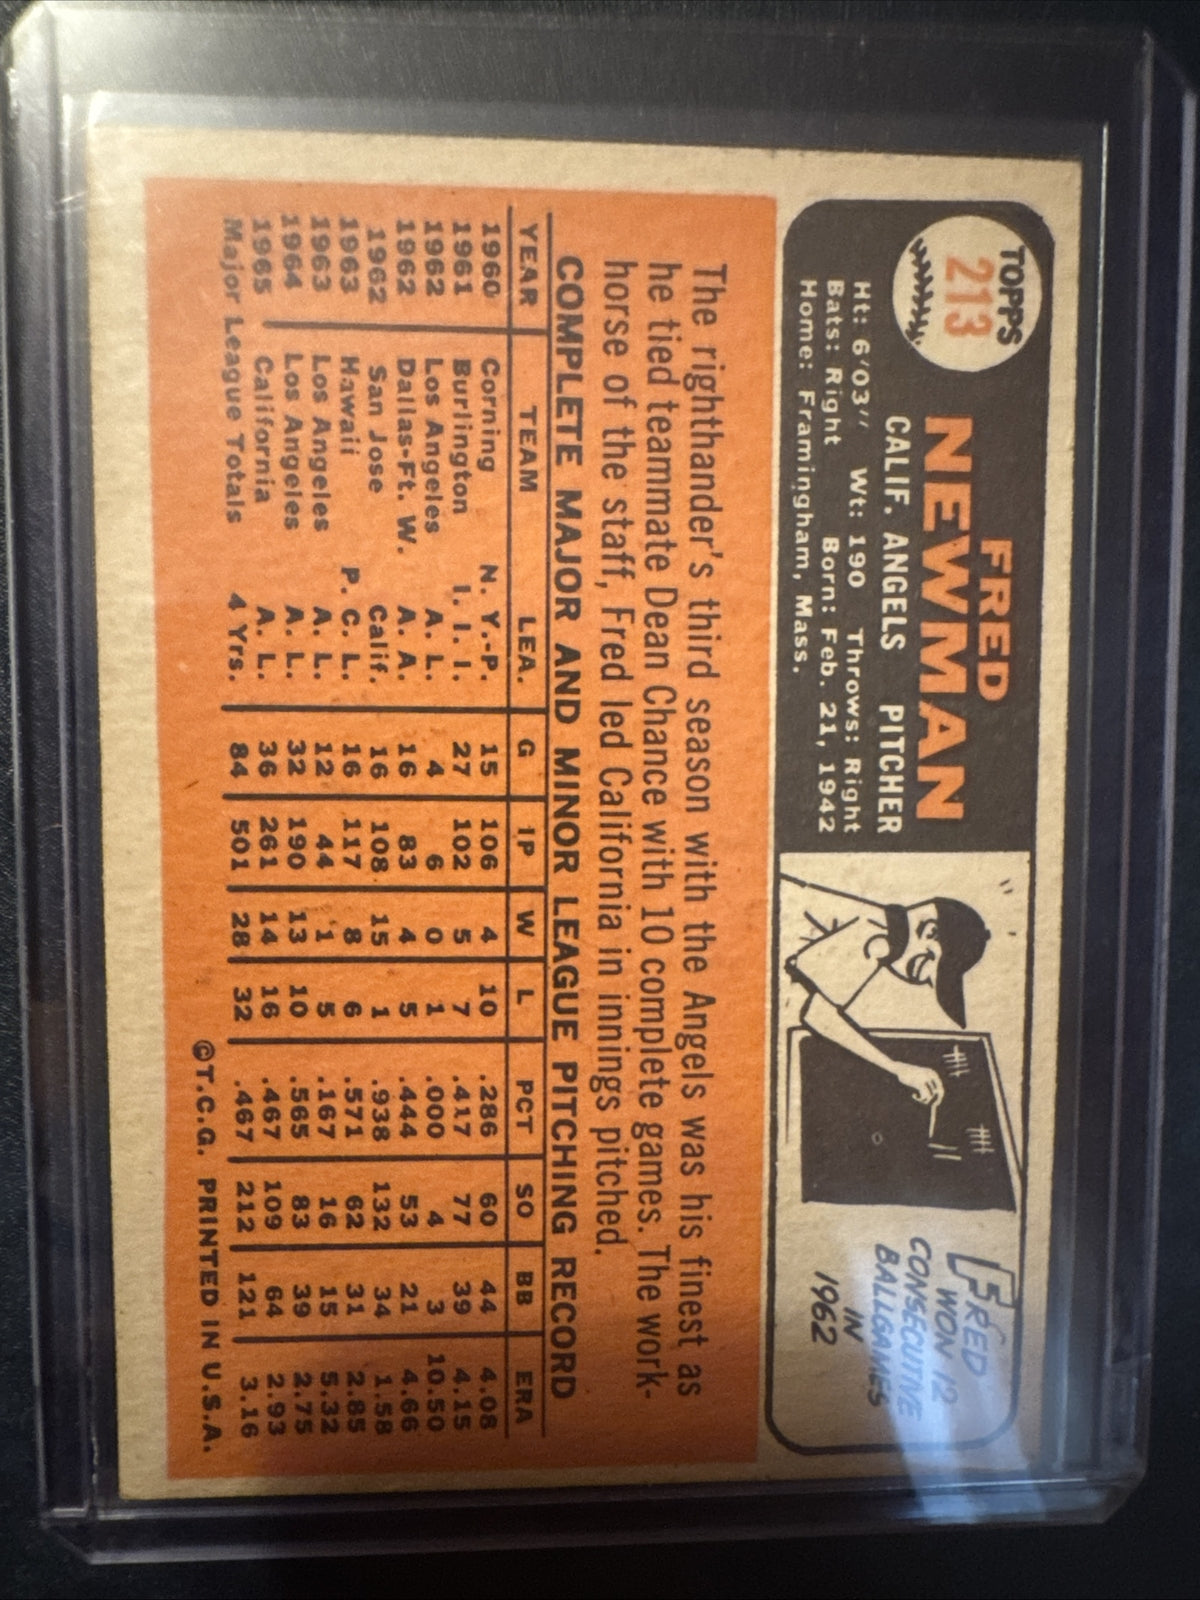 TOPPS
213
FRED
NEWMAN
CALIF. ANGELS PITCHER
Ht: 6'03'' Wt: 190 Throws: Right
Bats: Right Born: Feb. 21, 1942
Home: Framingham, Mass.
FRED
WON 12
CONSECUTIVE
BALLGAMES
IN
1962
The righthander's third season with the Angels was his finest as
he tied teammate Dean Chance with 10 complete games. The work-
horse of the staff, Fred led California in innings pitched.
COMPLETE MAJOR AND MINOR LEAGUE PITCHING RECORD
YEAR TEAM LEA. G IP W L PCT SO BB ERA
1960 Corning N. Y.-P. 15 106 4 10 .286 60 44 4.08
1961 Burlington I. I. I. 27 102 5 7 .417 77 39 4.15
1962 Los Angeles A. L. 4 6 0 1 .000 4 3 10.50
1962 Dallas-Ft. W. A. A. 16 83 4 5 .444 53 21 4.66
1962 San Jose Calif. 16 108 15 1 .938 132 34 1.58
1963 Hawaii P. C. L. 16 117 8 6 .571 62 31 2.85
1963 Los Angeles A. L. 12 44 1 5 .167 16 15 5.32
1964 Los Angeles A. L. 32 190 13 10 .565 83 39 2.75
1965 California A. L. 36 261 14 16 .467 109 64 2.93
Major League Totals 4 Yrs. 84 501 28 32 .467 212 121 3.16
©T.C.G. PRINTED IN U.S.A.